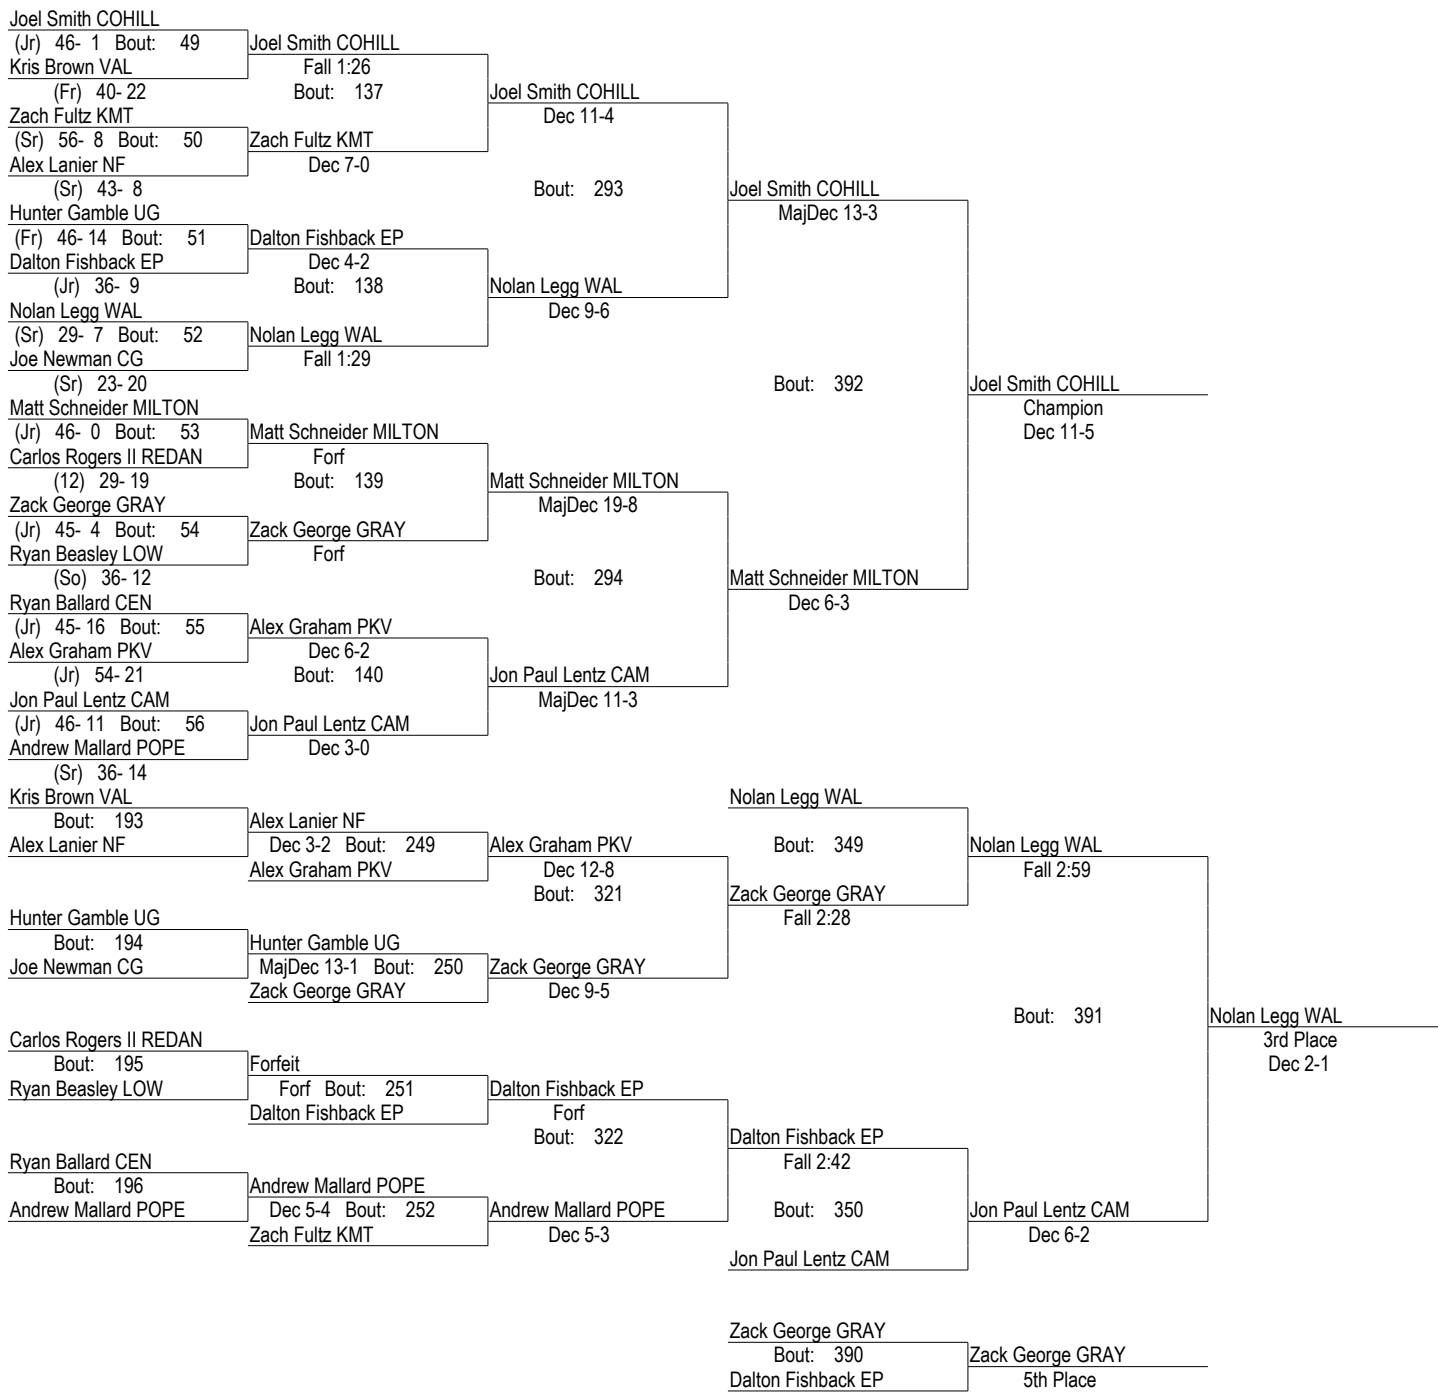 Joel Smith COHILL
(Jr) 46- 1 Bout: 49 Joel Smith COHILL
Kris Brown VAL Fall 1:26
(Fr) 40- 22 Bout: 137 Joel Smith COHILL
Zach Fultz KMT Dec 11-4
(Sr) 56- 8 Bout: 50 Zach Fultz KMT
Alex Lanier NF Dec 7-0
(Sr) 43- 8 Bout: 293 Joel Smith COHILL
Hunter Gamble UG MajDec 13-3
(Fr) 46- 14 Bout: 51 Dalton Fishback EP
Dalton Fishback EP Dec 4-2
(Jr) 36- 9 Bout: 138 Nolan Legg WAL
Nolan Legg WAL Dec 9-6
(Sr) 29- 7 Bout: 52 Nolan Legg WAL
Joe Newman CG Fall 1:29
(Sr) 23- 20 Bout: 392 Joel Smith COHILL
Matt Schneider MILTON Champion
(Jr) 46- 0 Bout: 53 Matt Schneider MILTON Dec 11-5
Carlos Rogers II REDAN Forf
(12) 29- 19 Bout: 139 Matt Schneider MILTON
Zack George GRAY MajDec 19-8
(Jr) 45- 4 Bout: 54 Zack George GRAY
Ryan Beasley LOW Forf
(So) 36- 12 Bout: 294 Matt Schneider MILTON
Ryan Ballard CEN Dec 6-3
(Jr) 45- 16 Bout: 55 Alex Graham PKV
Alex Graham PKV Dec 6-2
(Jr) 54- 21 Bout: 140 Jon Paul Lentz CAM
Jon Paul Lentz CAM MajDec 11-3
(Jr) 46- 11 Bout: 56 Jon Paul Lentz CAM
Andrew Mallard POPE Dec 3-0
(Sr) 36- 14
Kris Brown VAL Nolan Legg WAL
Bout: 193 Alex Lanier NF
Alex Lanier NF Dec 3-2 Bout: 249 Alex Graham PKV Bout: 349 Nolan Legg WAL
Alex Graham PKV Dec 12-8 Fall 2:59
Bout: 321 Zack George GRAY
Hunter Gamble UG Fall 2:28
Bout: 194 Hunter Gamble UG
Joe Newman CG MajDec 13-1 Bout: 250 Zack George GRAY
Zack George GRAY Dec 9-5
Bout: 391 Nolan Legg WAL
Carlos Rogers II REDAN 3rd Place
Bout: 195 Forfeit Dec 2-1
Ryan Beasley LOW Forf Bout: 251 Dalton Fishback EP
Dalton Fishback EP Forf
Bout: 322 Dalton Fishback EP
Ryan Ballard CEN Fall 2:42
Bout: 196 Andrew Mallard POPE
Andrew Mallard POPE Dec 5-4 Bout: 252 Andrew Mallard POPE Bout: 350 Jon Paul Lentz CAM
Zach Fultz KMT Dec 5-3 Dec 6-2
Jon Paul Lentz CAM
Zack George GRAY
Bout: 390 Zack George GRAY
Dalton Fishback EP 5th Place